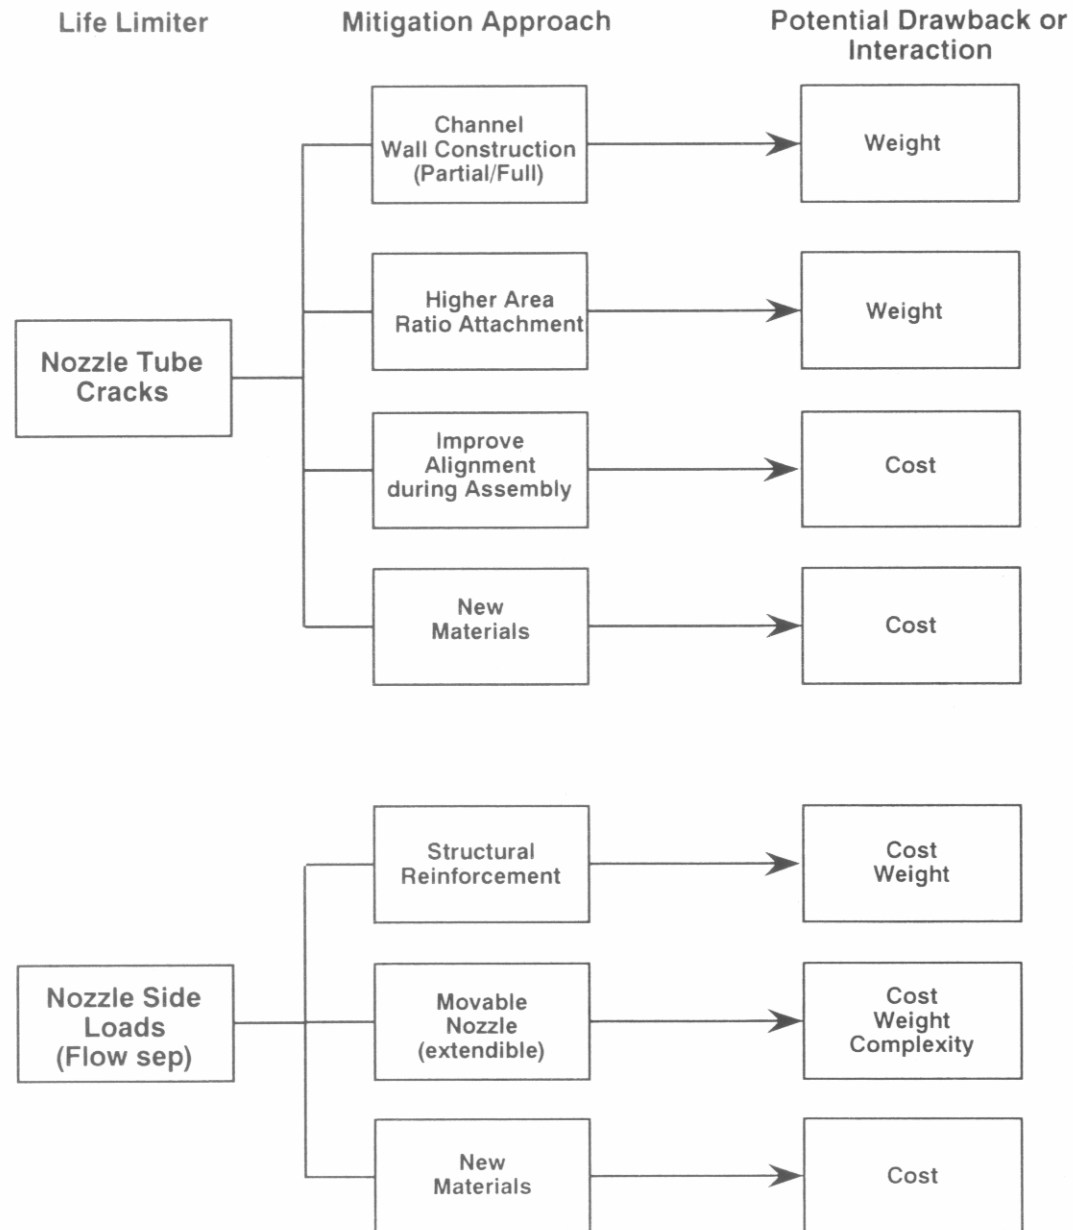 Life Limiter
Mitigation Approach
Potential Drawback or
Interaction
Nozzle Tube
Cracks
Channel
Wall Construction
(Partial/Full)
Weight
Higher Area
Ratio Attachment
Weight
Improve
Alignment
during Assembly
Cost
New
Materials
Cost
Nozzle Side
Loads
(Flow sep)
Structural
Reinforcement
Cost
Weight
Movable
Nozzle
(extendible)
Cost
Weight
Complexity
New
Materials
Cost